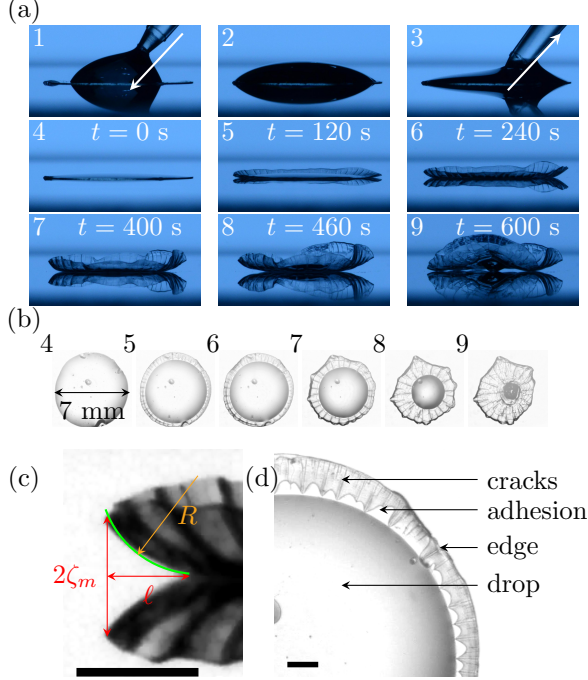 (a)
1
2
3
4 t = 0 s
5 t = 120 s
6 t = 240 s
7 t = 400 s
8 t = 460 s
9 t = 600 s
(b)
4
5
6
7
8
9
7 mm
(c)
R
2ζm
ℓ
(d)
cracks
adhesion
edge
drop